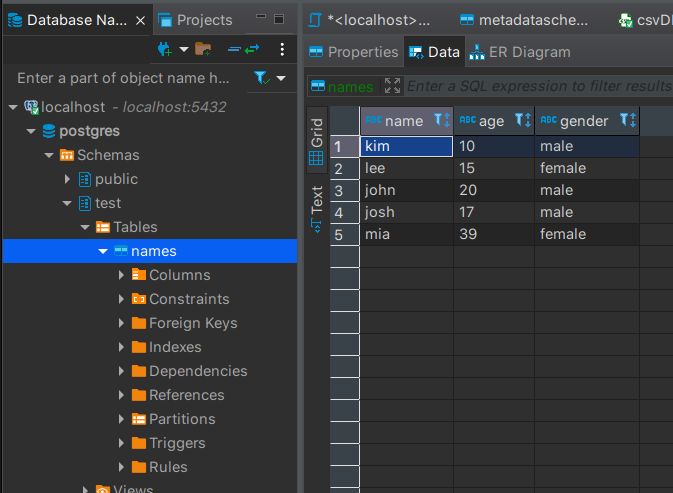 Database Na... Projects
Enter a part of object name h...
localhost - localhost:5432
postgres
Schemas
public
test
Tables
names
Columns
Constraints
Foreign Keys
Indexes
Dependencies
References
Partitions
Triggers
Rules
Views
*<localhost>... metadatasche... csvD
Properties Data ER Diagram
names Enter a SQL expression to filter results
Grid
Text
ABC name ABC age ABC gender
1 kim 10 male
2 lee 15 female
3 john 20 male
4 josh 17 male
5 mia 39 female